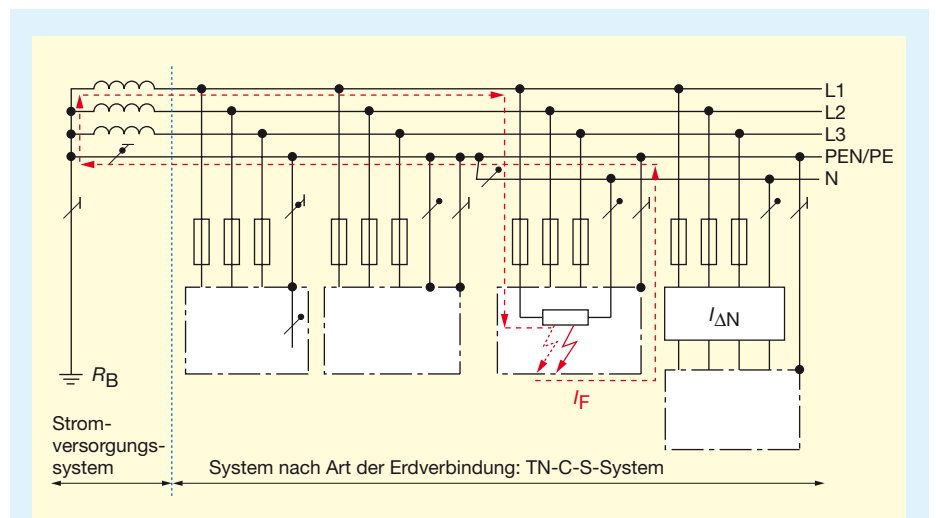 L1
L2
L3
PEN/PE
N
IΔN
RB
IF
Strom-
versorgungs-
system
System nach Art der Erdverbindung: TN-C-S-System